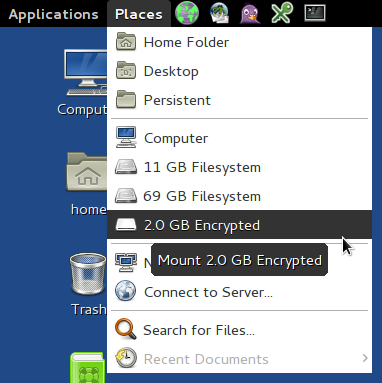 Applications Places
Home Folder
Desktop
Persistent
Computer
11 GB Filesystem
69 GB Filesystem
2.0 GB Encrypted
Mount 2.0 GB Encrypted
Connect to Server...
Search for Files...
Recent Documents
Comput
home
Trash